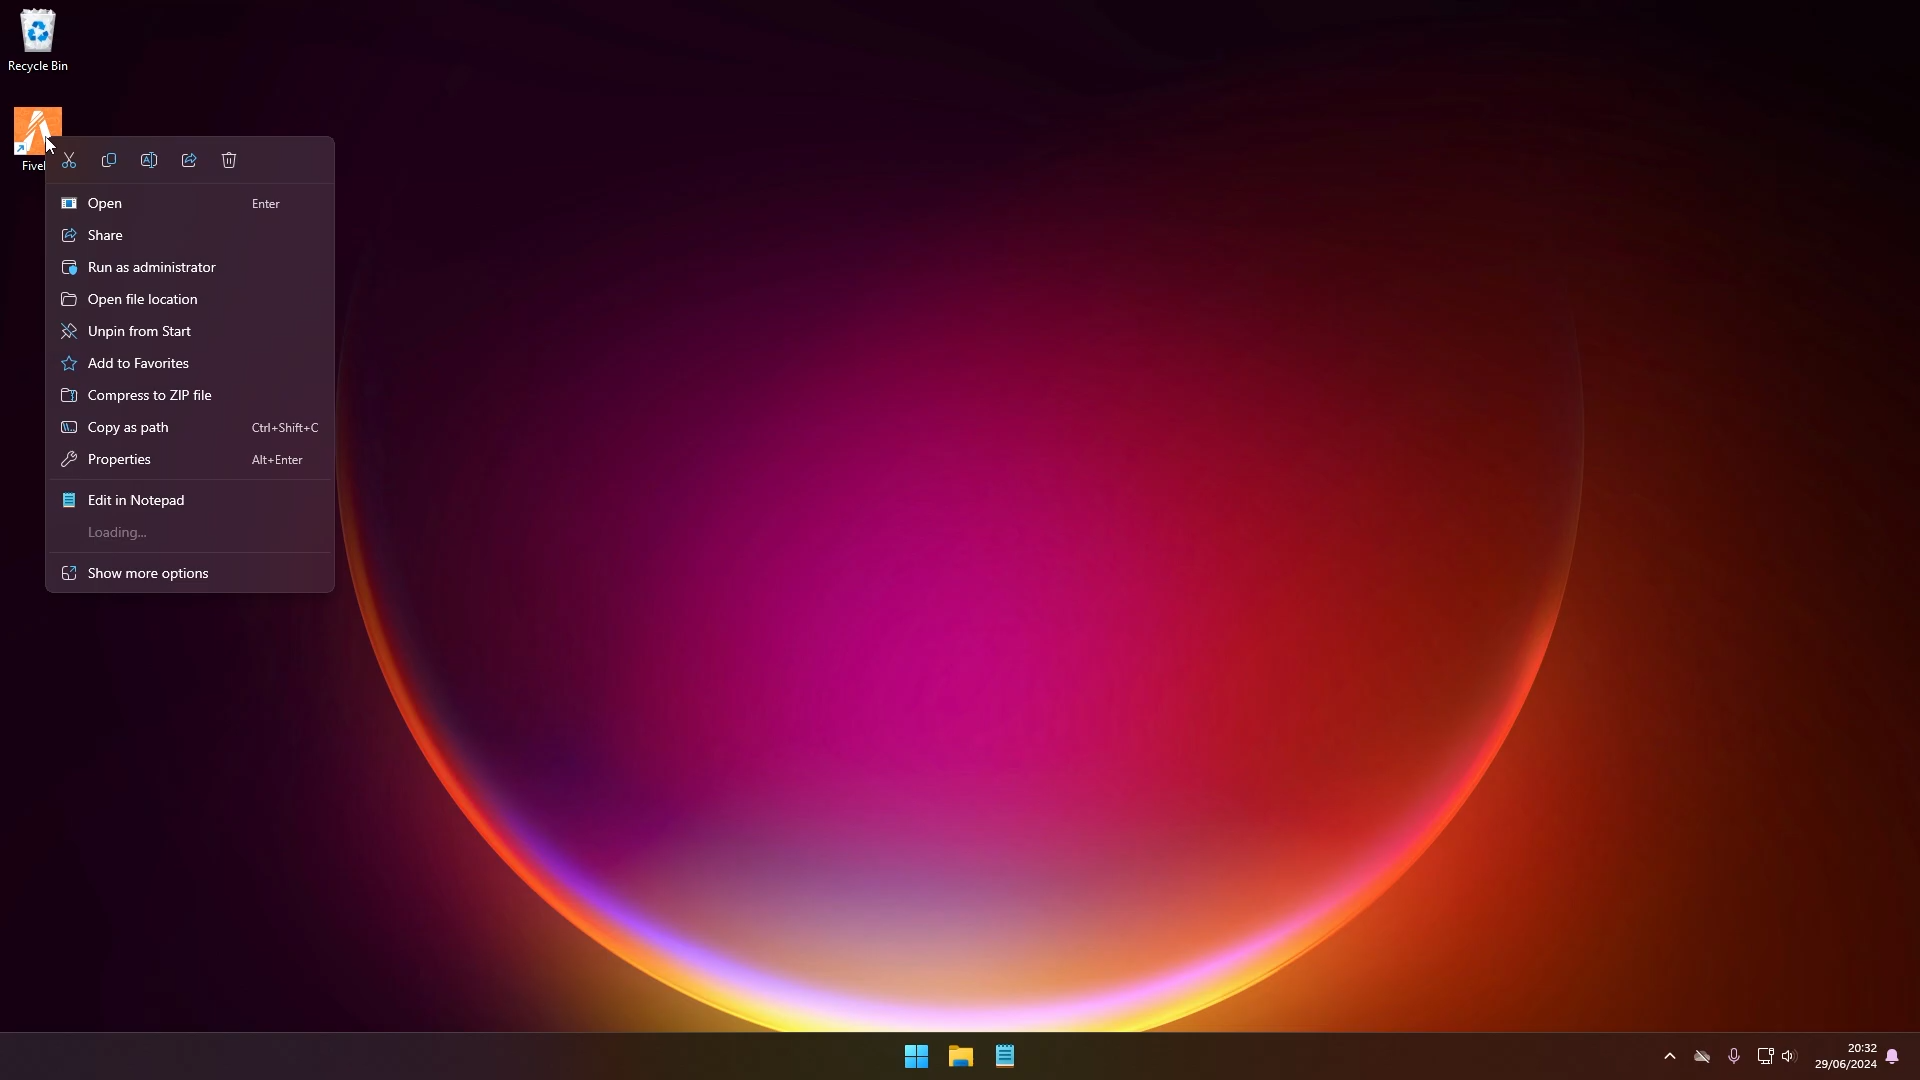 Recycle Bin
Open Enter
Share
Run as administrator
Open file location
Unpin from Start
Add to Favorites
Compress to ZIP file
Copy as path Ctrl+Shift+C
Properties Alt+Enter
Edit in Notepad
Loading...
Show more options
20:32
29/06/2024